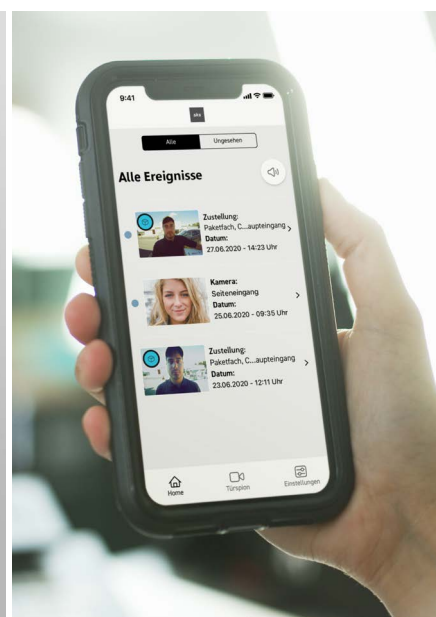 9:41
Alle
Ungesehen
Alle Ereignisse
Zustellung:
Paketfach, C...aupteingang
Datum:
27.06.2020 - 14:23 Uhr
Kamera:
Seiteneingang
Datum:
25.06.2020 - 09:35 Uhr
Zustellung:
Paketfach, C...aupteingang
Datum:
23.06.2020 - 12:11 Uhr
Home
Türspion
Einstellungen